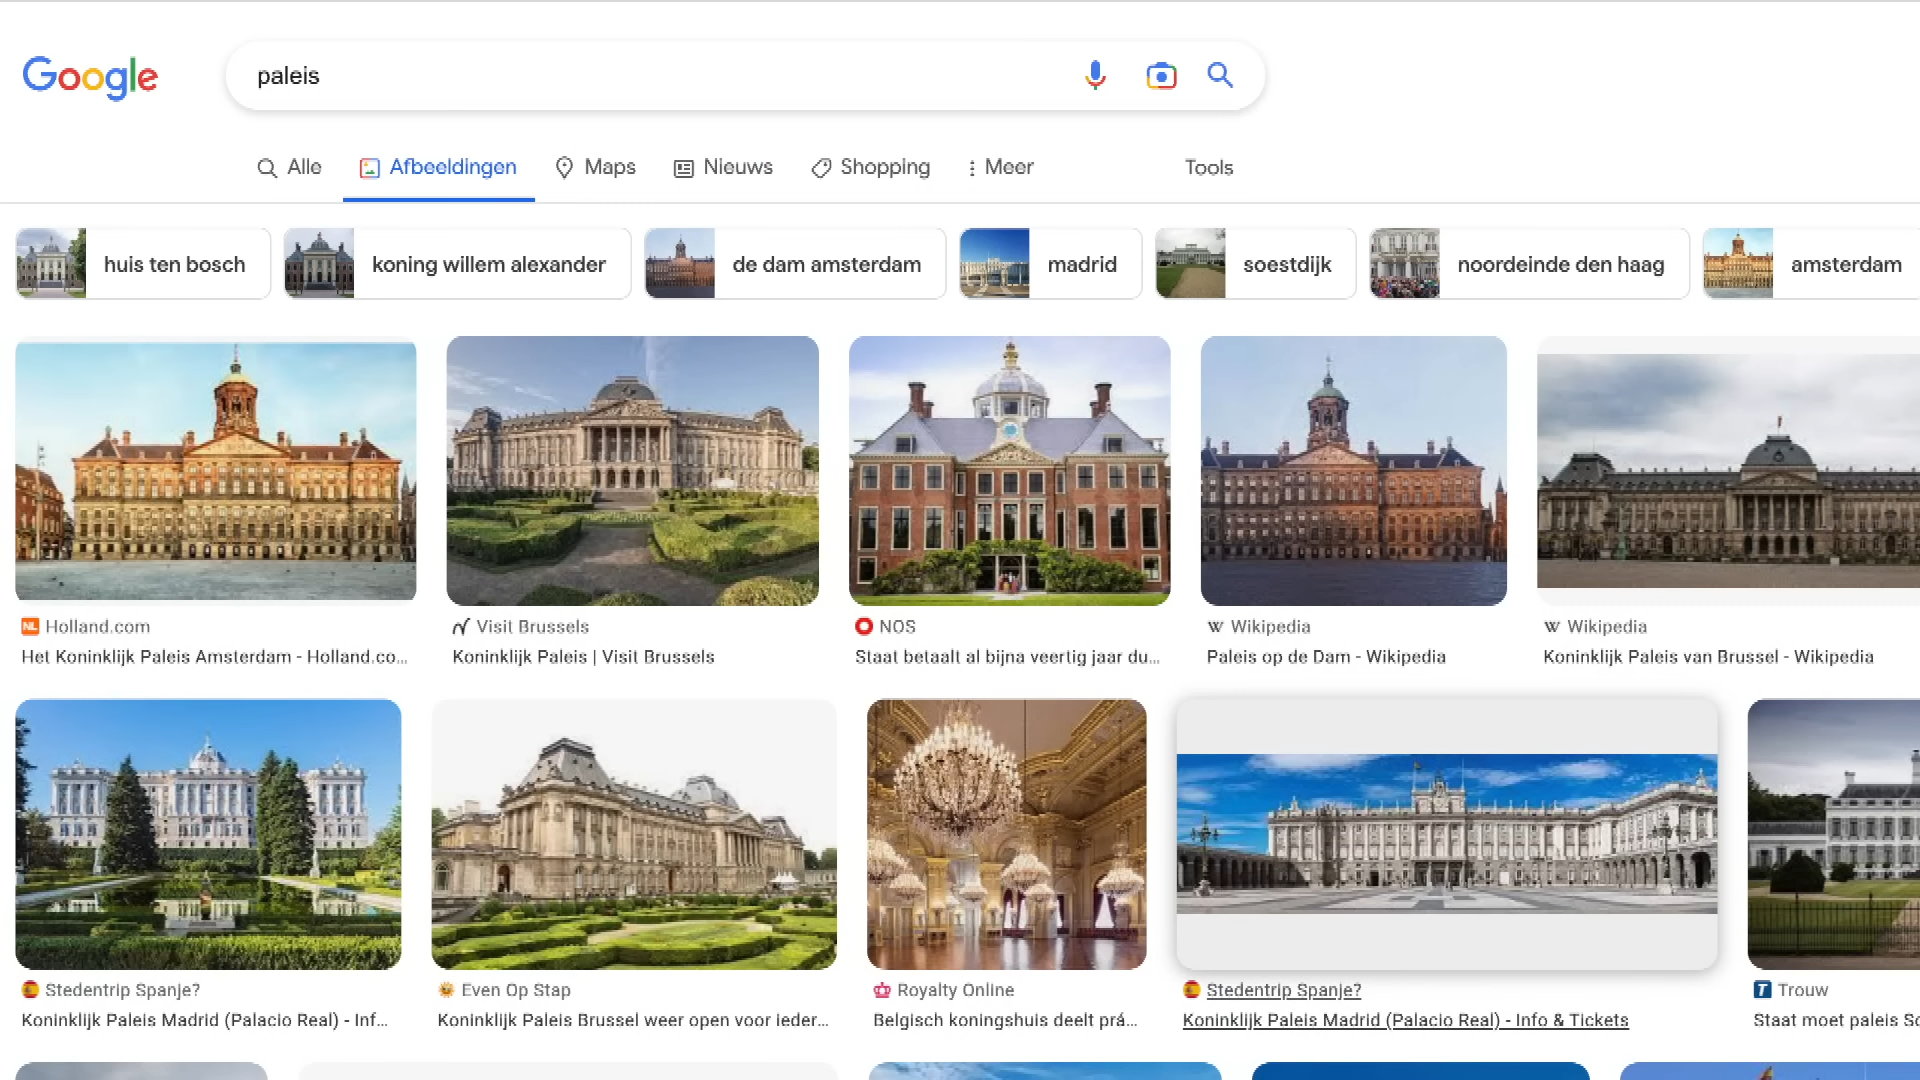 Google
paleis
Alle
Afbeeldingen
Maps
Nieuws
Shopping
Meer
Tools
huis ten bosch
koning willem alexander
de dam amsterdam
madrid
soestdijk
noordeinde den haag
amsterdam
NL Holland.com
Visit Brussels
NOS
W Wikipedia
W Wikipedia
Het Koninklijk Paleis Amsterdam - Holland.co...
Koninklijk Paleis | Visit Brussels
Staat betaalt al bijna veertig jaar du...
Paleis op de Dam - Wikipedia
Koninklijk Paleis van Brussel - Wikipedia
Stedentrip Spanje?
Even Op Stap
Royalty Online
Stedentrip Spanje?
T Trouw
Koninklijk Paleis Madrid (Palacio Real) - Inf...
Koninklijk Paleis Brussel weer open voor ieder...
Belgisch koningshuis deelt prá...
Koninklijk Paleis Madrid (Palacio Real) - Info & Tickets
Staat moet paleis So